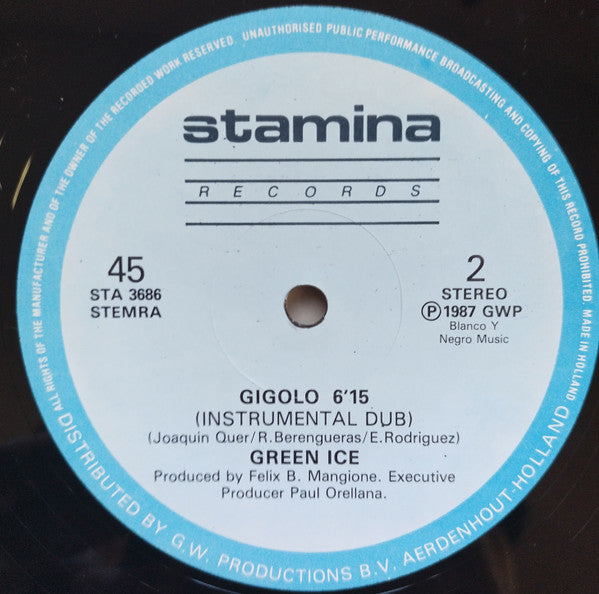 ALL RIGHTS OF THE MANUFACTURER AND OF THE OWNER OF THE RECORDED WORK RESERVED. UNAUTHORISED PUBLIC PERFORMANCE BROADCASTING AND COPYING OF THIS RECORD PROHIBITED. MADE IN HOLLAND.
stamina
RECORDS
45
STA 3686
STEMRA
2
STEREO
℗ 1987 GWP
Blanco Y
Negro Music
GIGOLO 6'15
(INSTRUMENTAL DUB)
(Joaquin Quer/R.Berengueras/E.Rodriguez)
GREEN ICE
Produced by Felix B. Mangione. Executive
Producer Paul Orellana.
DISTRIBUTED BY G.W. PRODUCTIONS B.V. AERDENHOUT-HOLLAND